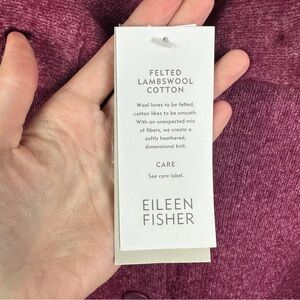 FELTED
LAMBSWOOL
COTTON
Wool loves to be felted,
cotton likes to be smooth.
With an unexpected mix
of fibers, we create a
softly heathered,
dimensional knit.
CARE
See care label.
EILEEN
FISHER